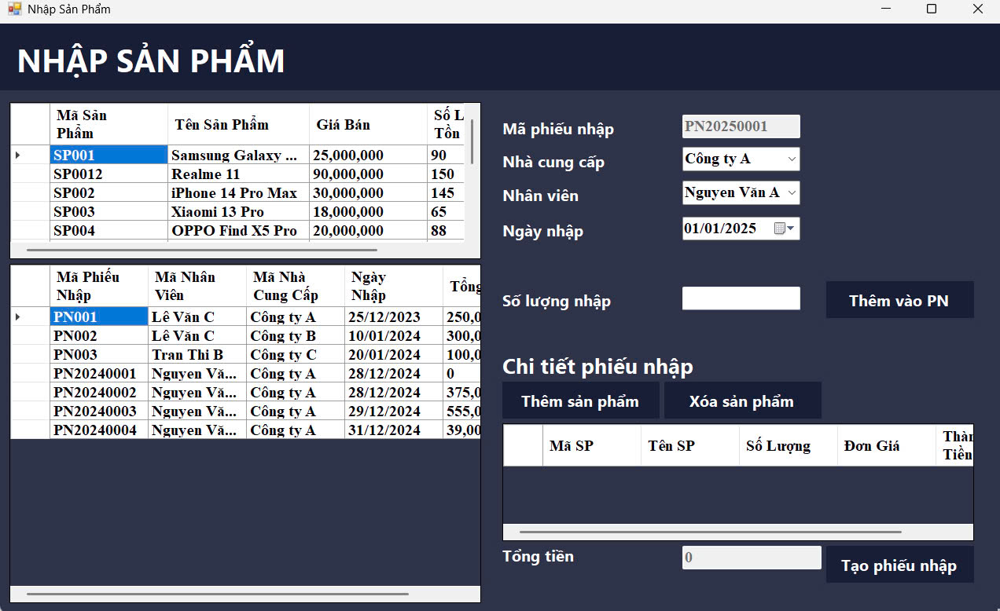 Nhập Sản Phẩm
NHẬP SẢN PHẨM
Mã Sản Phẩm Tên Sản Phẩm Giá Bán Số L Tồn
SP001 Samsung Galaxy ... 25,000,000 90
SP0012 Realme 11 90,000,000 150
SP002 iPhone 14 Pro Max 30,000,000 145
SP003 Xiaomi 13 Pro 18,000,000 65
SP004 OPPO Find X5 Pro 20,000,000 88
Mã Phiếu Nhập Mã Nhân Viên Mã Nhà Cung Cấp Ngày Nhập Tổng
PN001 Lê Văn C Công ty A 25/12/2023 250,0
PN002 Lê Văn C Công ty B 10/01/2024 300,0
PN003 Tran Thi B Công ty C 20/01/2024 100,0
PN20240001 Nguyen Vă... Công ty A 28/12/2024 0
PN20240002 Nguyen Vă... Công ty A 28/12/2024 375,0
PN20240003 Nguyen Vă... Công ty A 29/12/2024 555,0
PN20240004 Nguyen Vă... Công ty A 31/12/2024 39,00
Mã phiếu nhập PN20250001
Nhà cung cấp Công ty A
Nhân viên Nguyen Văn A
Ngày nhập 01/01/2025
Số lượng nhập Thêm vào PN
Chi tiết phiếu nhập
Thêm sản phẩm Xóa sản phẩm
Mã SP Tên SP Số Lượng Đơn Giá Thàn Tiền
Tổng tiền 0 Tạo phiếu nhập